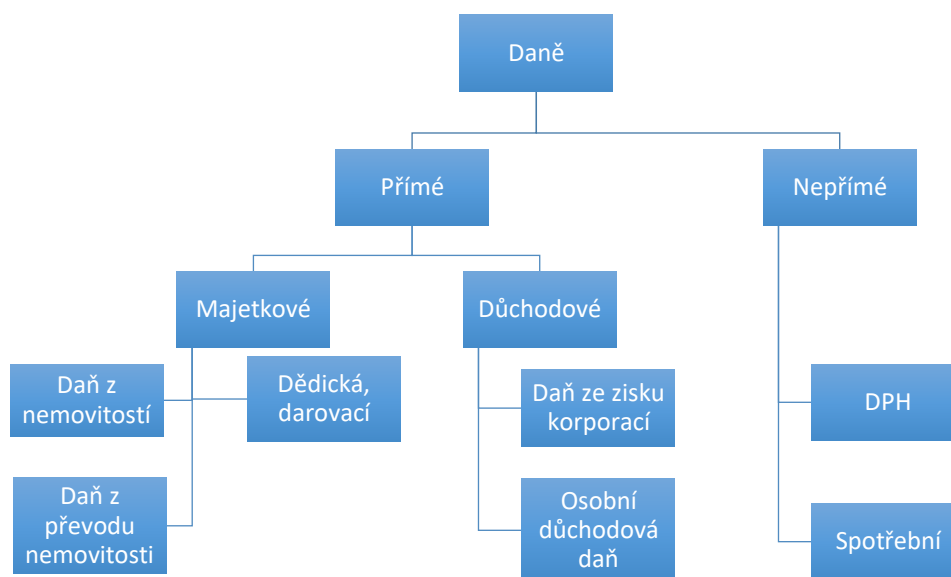 Daně
Přímé
Nepřímé
Majetkové
Důchodové
Daň z
nemovitostí
Dědická,
darovací
Daň ze zisku
korporací
DPH
Daň z
převodu
nemovitosti
Osobní
důchodová
daň
Spotřební